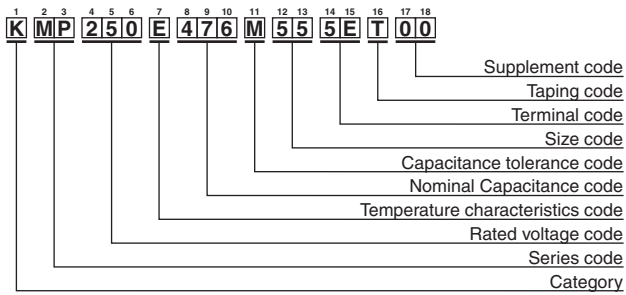 1 2 3 4 5 6 7 8 9 10 11 12 13 14 15 16 17 18
K MP 250 E 476 M 55 5E T 00
Supplement code
Taping code
Terminal code
Size code
Capacitance tolerance code
Nominal Capacitance code
Temperature characteristics code
Rated voltage code
Series code
Category